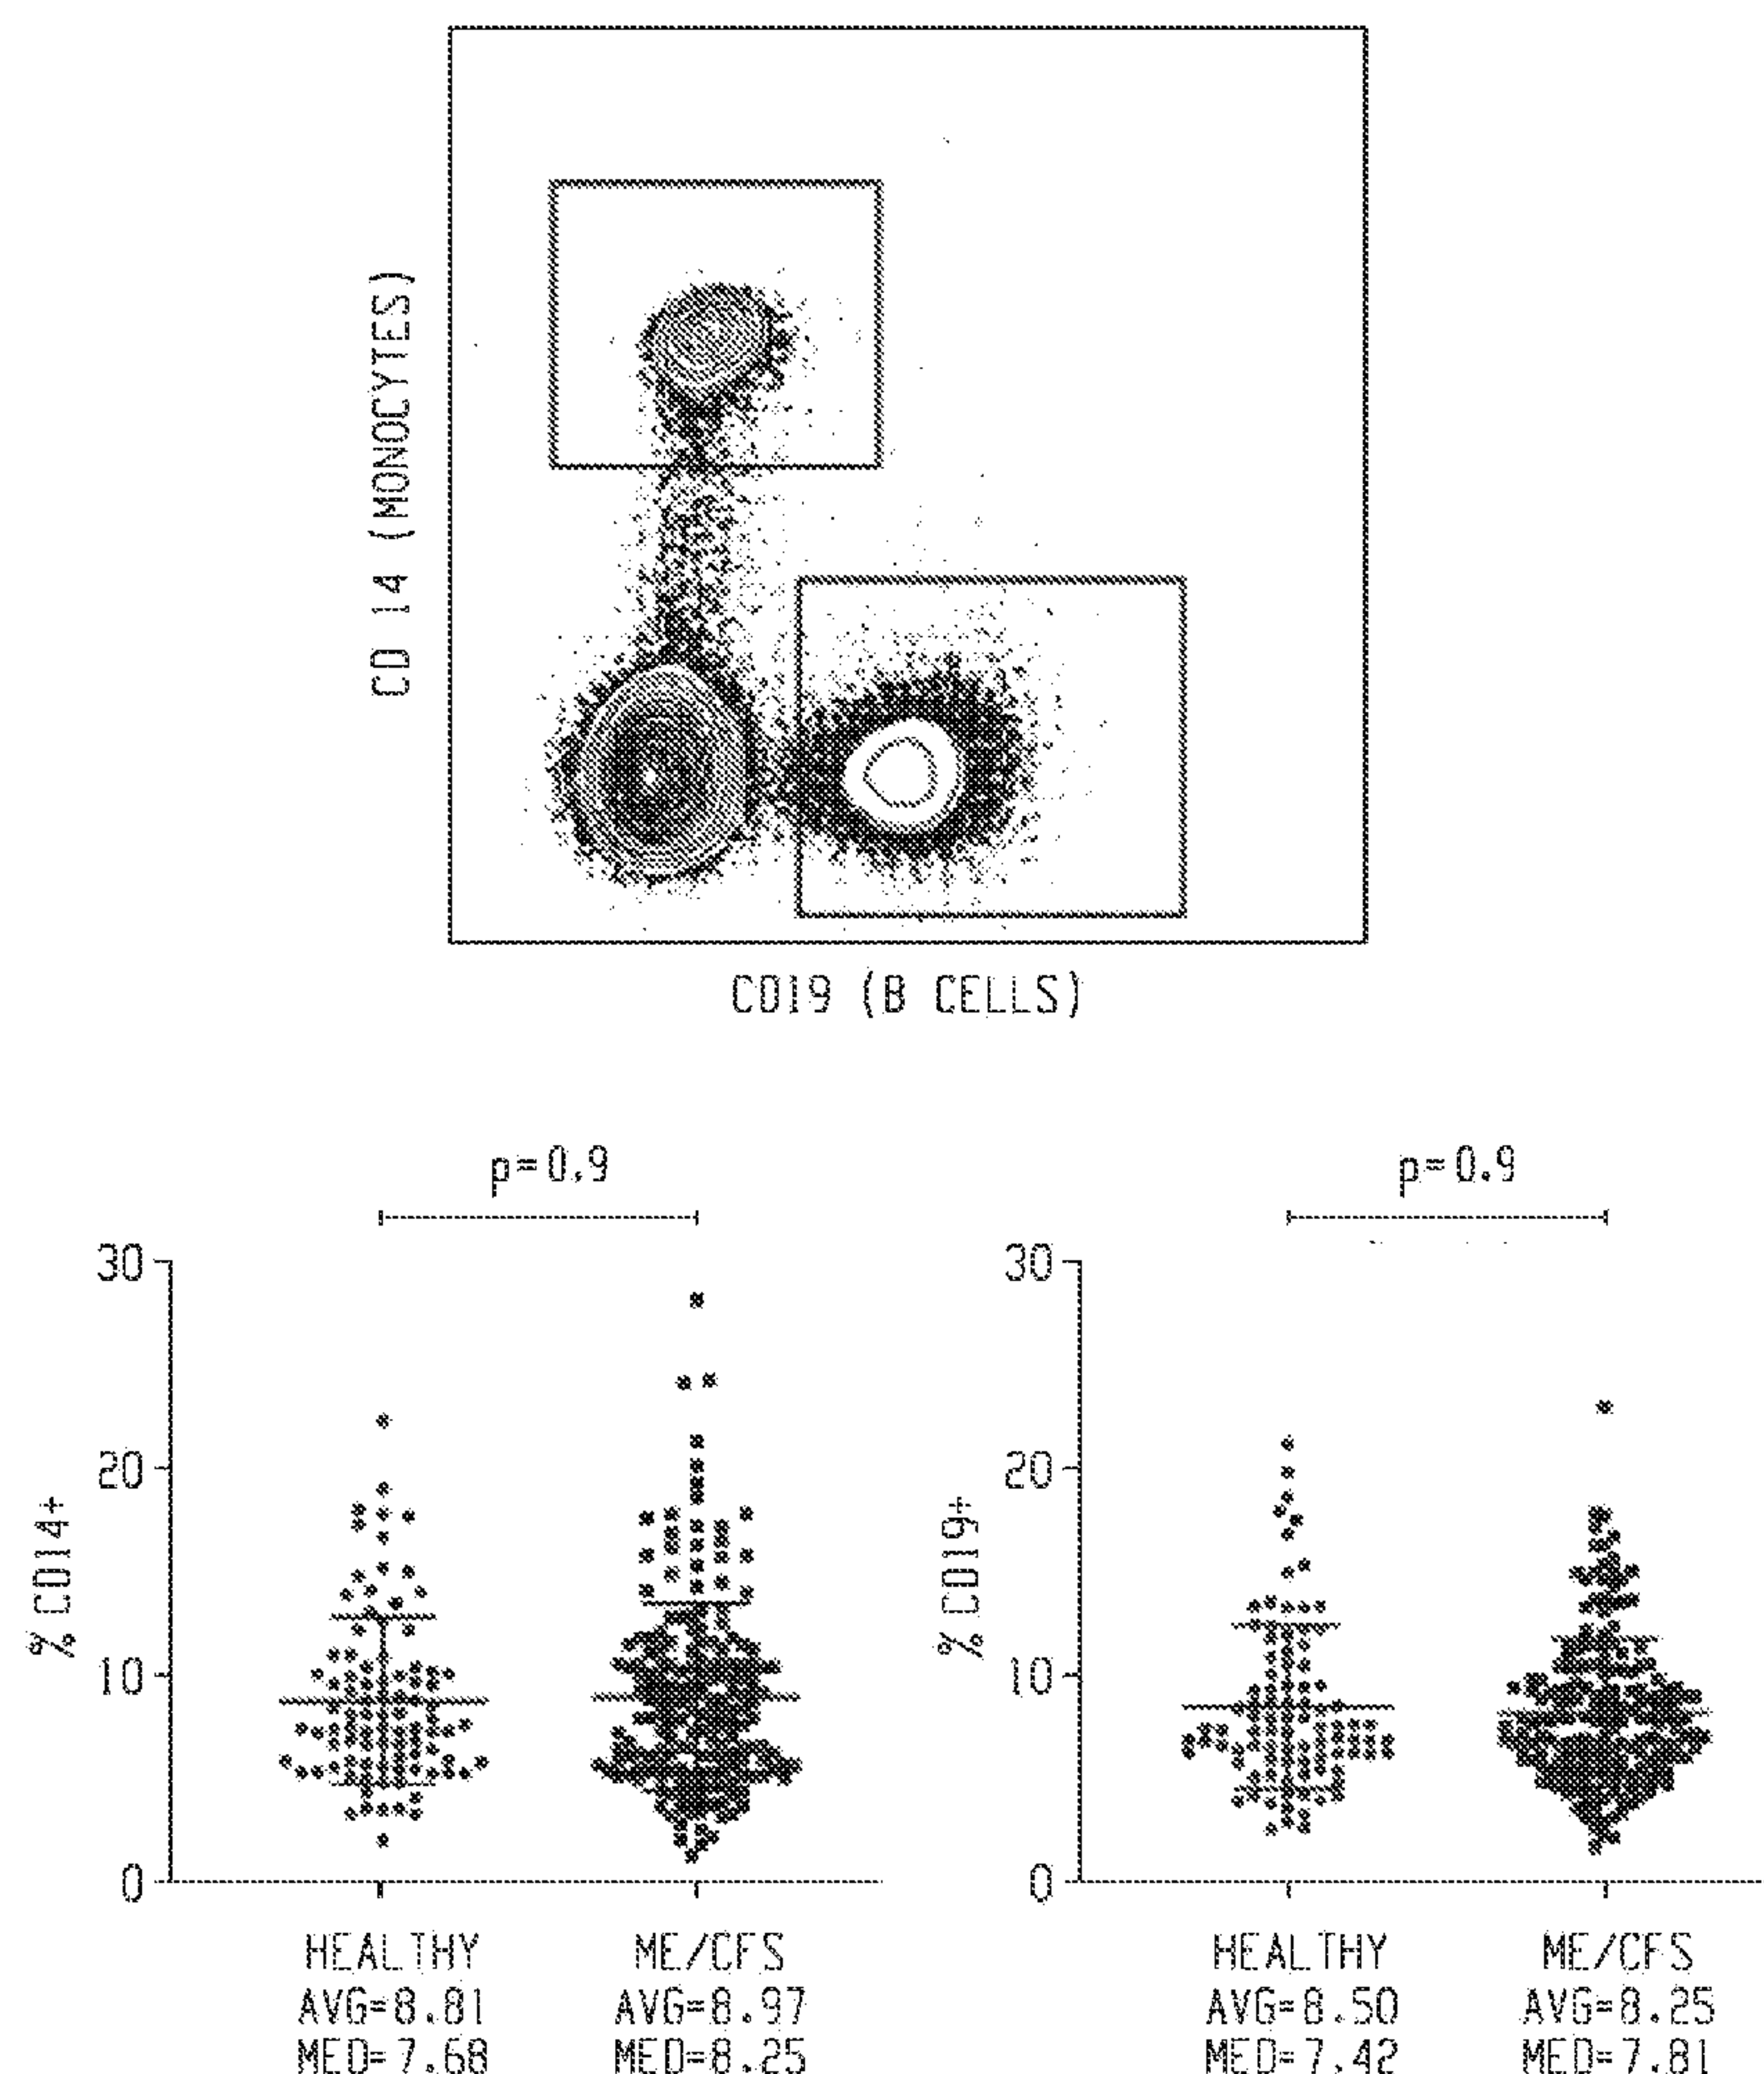 CD 14 (MONOCYTES)
CD19 (B CELLS)
p=0.9
30
20
10
0
% CD14+
HEALTHY
AVG=8.81
MED=7.68
ME/CFS
AVG=8.97
MED=8.25
p=0.9
30
20
10
0
% CD19+
HEALTHY
AVG=8.50
MED=7.42
ME/CFS
AVG=8.25
MED=7.81